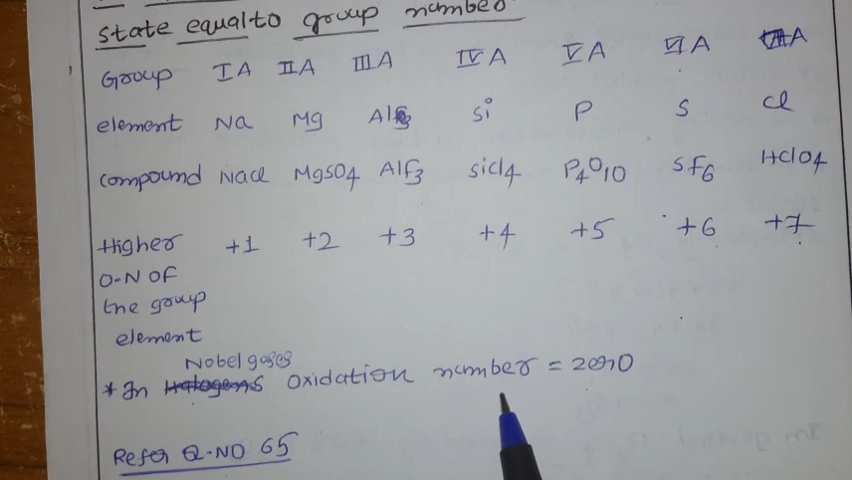 state equalto group number
Group IA IIA IIIA IVA VA VIA VIIA
element Na Mg Al Si P S Cl
compound Nacl MgSO4 AlF3 sicl4 P4O10 SF6 HClO4
Higher +1 +2 +3 +4 +5 +6 +7
O-N OF
the group
element
Nobel gases
* In Halogens Oxidation number = zero
Refer Q-NO 65